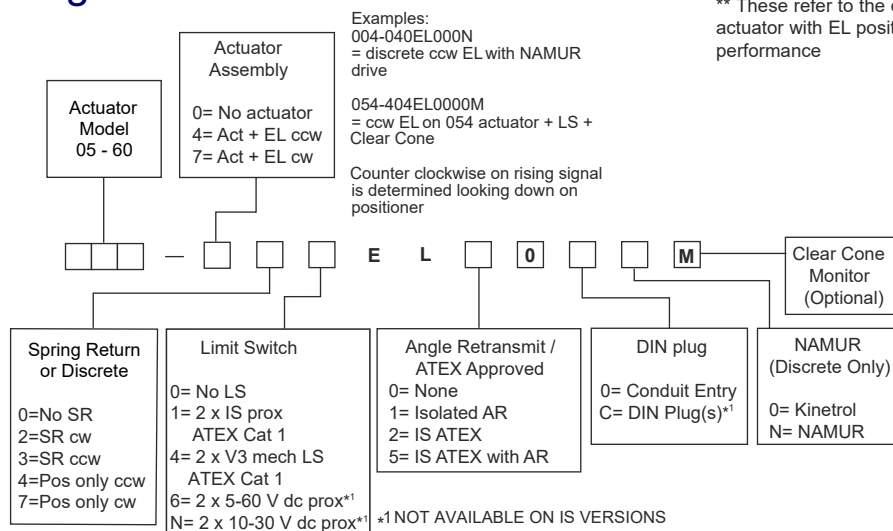 Examples:
004-040EL000N
= discrete ccw EL with NAMUR
drive
054-404EL0000M
= ccw EL on 054 actuator + LS +
Clear Cone
Counter clockwise on rising signal
is determined looking down on
positioner
** These refer to the
actuator with EL posit
performance
Actuator
Model
05 - 60
Actuator
Assembly
0= No actuator
4= Act + EL ccw
7= Act + EL cw
– E L 0 M
Clear Cone
Monitor
(Optional)
Spring Return
or Discrete
0=No SR
2=SR cw
3=SR ccw
4=Pos only ccw
7=Pos only cw
Limit Switch
0= No LS
1= 2 x IS prox
ATEX Cat 1
4= 2 x V3 mech LS
ATEX Cat 1
6= 2 x 5-60 V dc prox*1
N= 2 x 10-30 V dc prox*1
Angle Retransmit /
ATEX Approved
0= None
1= Isolated AR
2= IS ATEX
5= IS ATEX with AR
DIN plug
0= Conduit Entry
C= DIN Plug(s)*1
NAMUR
(Discrete Only)
0= Kinetrol
N= NAMUR
*1 NOT AVAILABLE ON IS VERSIONS